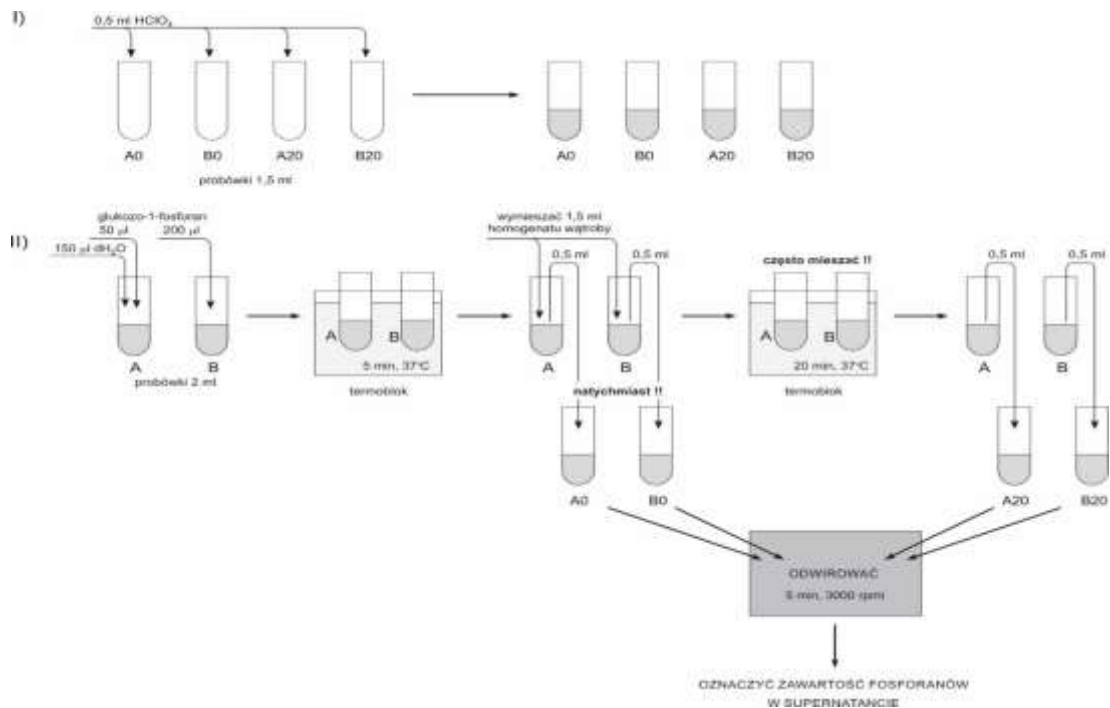 I)
0,5 ml HClO₄
A0 B0 A20 B20
probówki 1,5 ml
A0 B0 A20 B20
II)
glukozo-1-fosforan
50 µl 200 µl
150 µl dH₂O
A B
probówki 2 ml
A B
5 min, 37°C
termoblok
wymieszać 1,5 ml
homogenatu wątroby
0,5 ml 0,5 ml
A B
natychmiast !!
A0 B0
często mieszać !!
A B
20 min, 37°C
termoblok
0,5 ml 0,5 ml
A B
A20 B20
ODWIROWAĆ
5 min, 3000 rpm)
OZNACZYĆ ZAWARTOŚĆ FOSFORANÓW
W SUPERNATANCIE